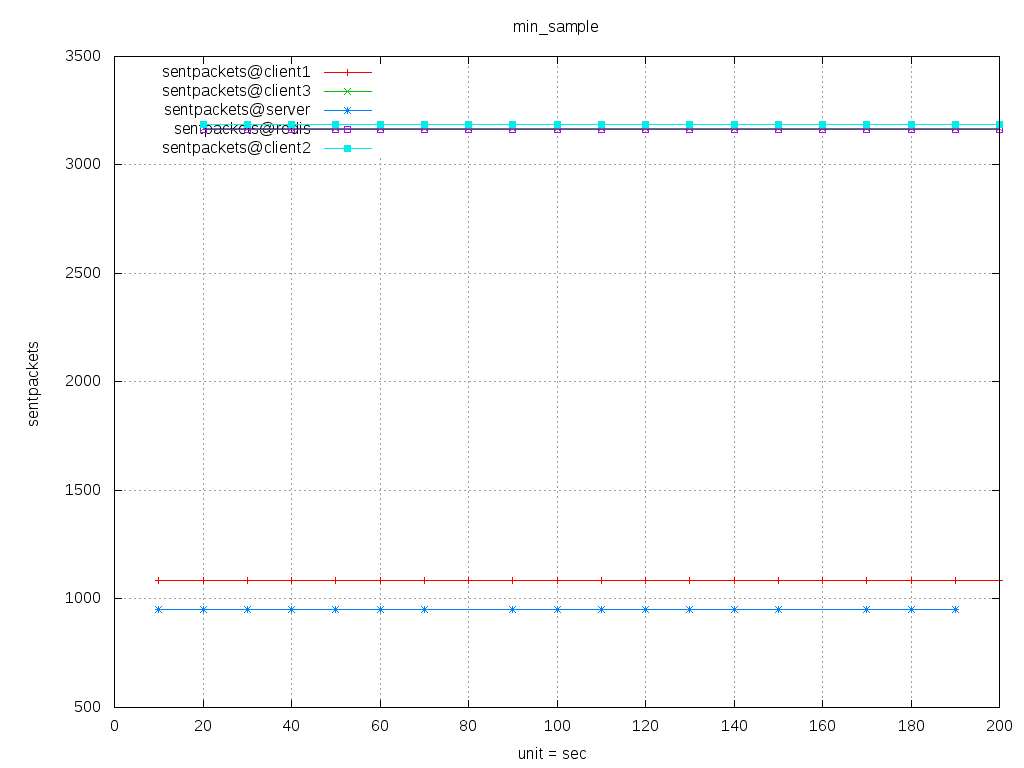 min_sample
3500
3000
2500
2000
1500
1000
500
sentpackets
sentpackets@client1
sentpackets@client3
sentpackets@server
sentpackets@redis
sentpackets@client2
0 20 40 60 80 100 120 140 160 180 200
unit = sec